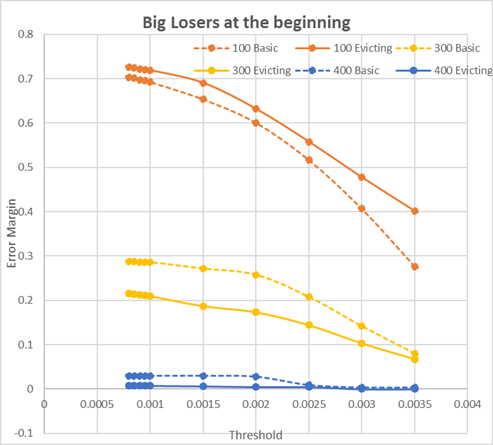 Big Losers at the beginning
0.8
100 Basic 100 Evicting 300 Basic
300 Evicting 400 Basic 400 Evicting
0.7
0.6
0.5
0.4
Error Margin
0.3
0.2
0.1
0
0 0.0005 0.001 0.0015 0.002 0.0025 0.003 0.0035 0.004
-0.1
Threshold